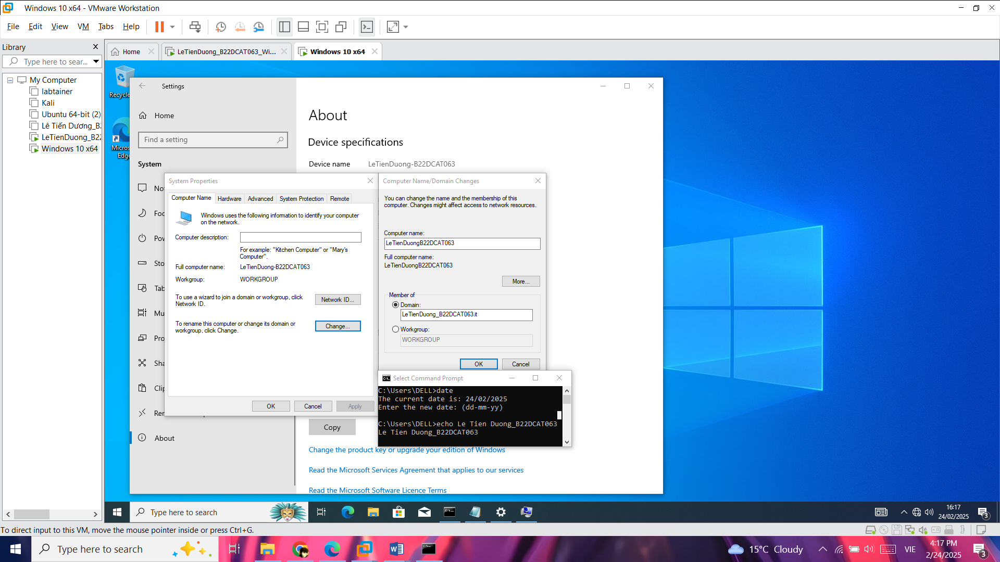 Windows 10 x64 - VMware Workstation
File Edit View VM Tabs Help
Library
Type here to sear...
My Computer
labtainer
Kali
Ubuntu 64-bit (2)
Lê Tiến Dương_B2
LeTienDuong_B22
Windows 10 x64
Home
LeTienDuong_B22DCAT063_Wi...
Windows 10 x64
Recycle
Micros
Edge
Settings
Home
Find a setting
System
Not
Foc
Pow
Sto
Tab
Mu
Pro
Sha
Clip
Ren
About
About
Device specifications
Device name LeTienDuong-B22DCAT063
Copy
Change the product key or upgrade your edition of Windows
Read the Microsoft Services Agreement that applies to our services
Read the Microsoft Software Licence Terms
System Properties
Computer Name Hardware Advanced System Protection Remote
Windows uses the following information to identify your computer
on the network.
Computer description:
For example: "Kitchen Computer" or "Mary's
Computer".
Full computer name: LeTienDuong-B22DCAT063
Workgroup: WORKGROUP
To use a wizard to join a domain or workgroup, click
Network ID.
Network ID...
To rename this computer or change its domain or
workgroup, click Change.
Change...
OK Cancel Apply
Computer Name/Domain Changes
You can change the name and the membership of this
computer. Changes might affect access to network resources.
Computer name:
LeTienDuongB22DCAT063
Full computer name:
LeTienDuongB22DCAT063
More...
Member of
Domain:
LeTienDuong_B22DCAT063.it
Workgroup:
WORKGROUP
OK Cancel
Select Command Prompt
C:\Users\DELL>date
The current date is: 24/02/2025
Enter the new date: (dd-mm-yy)
C:\Users\DELL>echo Le Tien Duong_B22DCAT063
Le Tien Duong_B22DCAT063
Type here to search
16:17
24/02/2025
3
To direct input to this VM, move the mouse pointer inside or press Ctrl+G.
Type here to search
15°C Cloudy
VIE
4:17 PM
2/24/2025
3